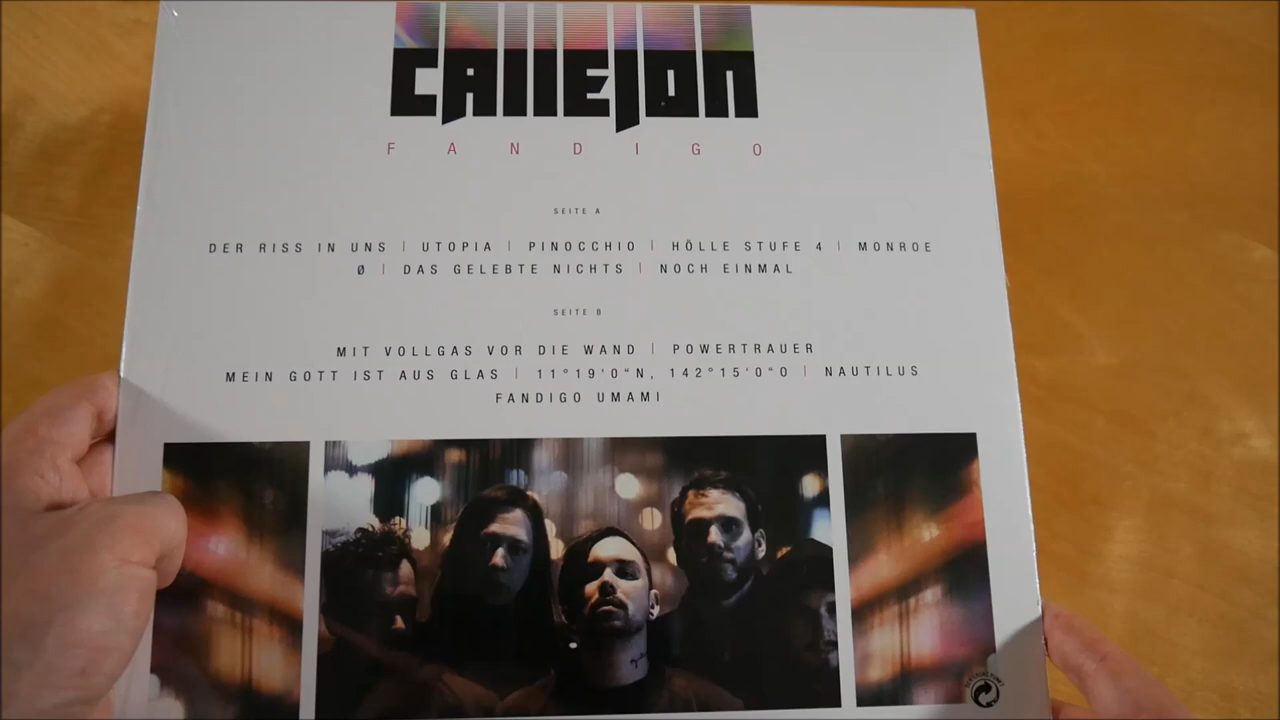 CALLEJON
FANDIGO
SEITE A
DER RISS IN UNS | UTOPIA | PINOCCHIO | HÖLLE STUFE 4 | MONROE
Ø | DAS GELEBTE NICHTS | NOCH EINMAL
SEITE B
MIT VOLLGAS VOR DIE WAND | POWERTRAUER
MEIN GOTT IST AUS GLAS | 11°19‘0“N, 142°15‘0“O | NAUTILUS
FANDIGO UMAMI